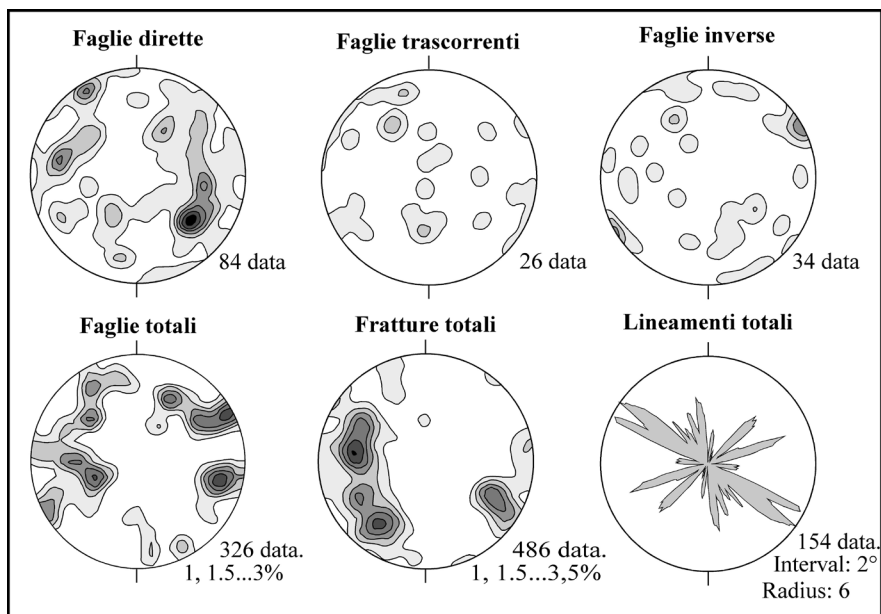 Faglie dirette
Faglie trascorrenti
Faglie inverse
84 data
26 data
34 data
Faglie totali
Fratture totali
Lineamenti totali
326 data.
1, 1.5...3%
486 data.
1, 1.5...3,5%
154 data.
Interval: 2°
Radius: 6